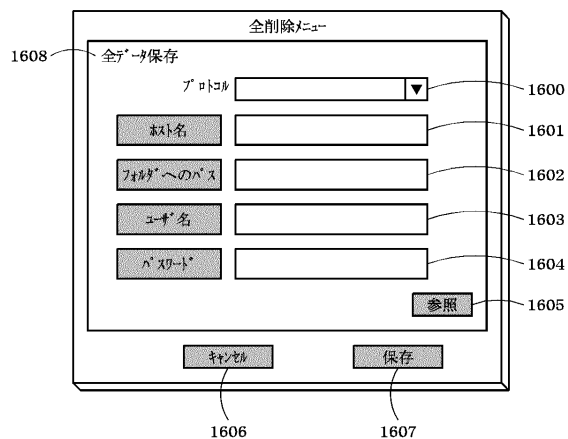 全削除ﾒﾆｭｰ
1608
全ﾃﾞｰﾀ保存
ﾌﾟﾛﾄｺﾙ ▼ 1600
ﾎｽﾄ名 1601
ﾌｫﾙﾀﾞへのﾊﾟｽ 1602
ﾕｰｻﾞ名 1603
ﾊﾟｽﾜｰﾄﾞ 1604
参照 1605
ｷｬﾝｾﾙ 保存
1606 1607